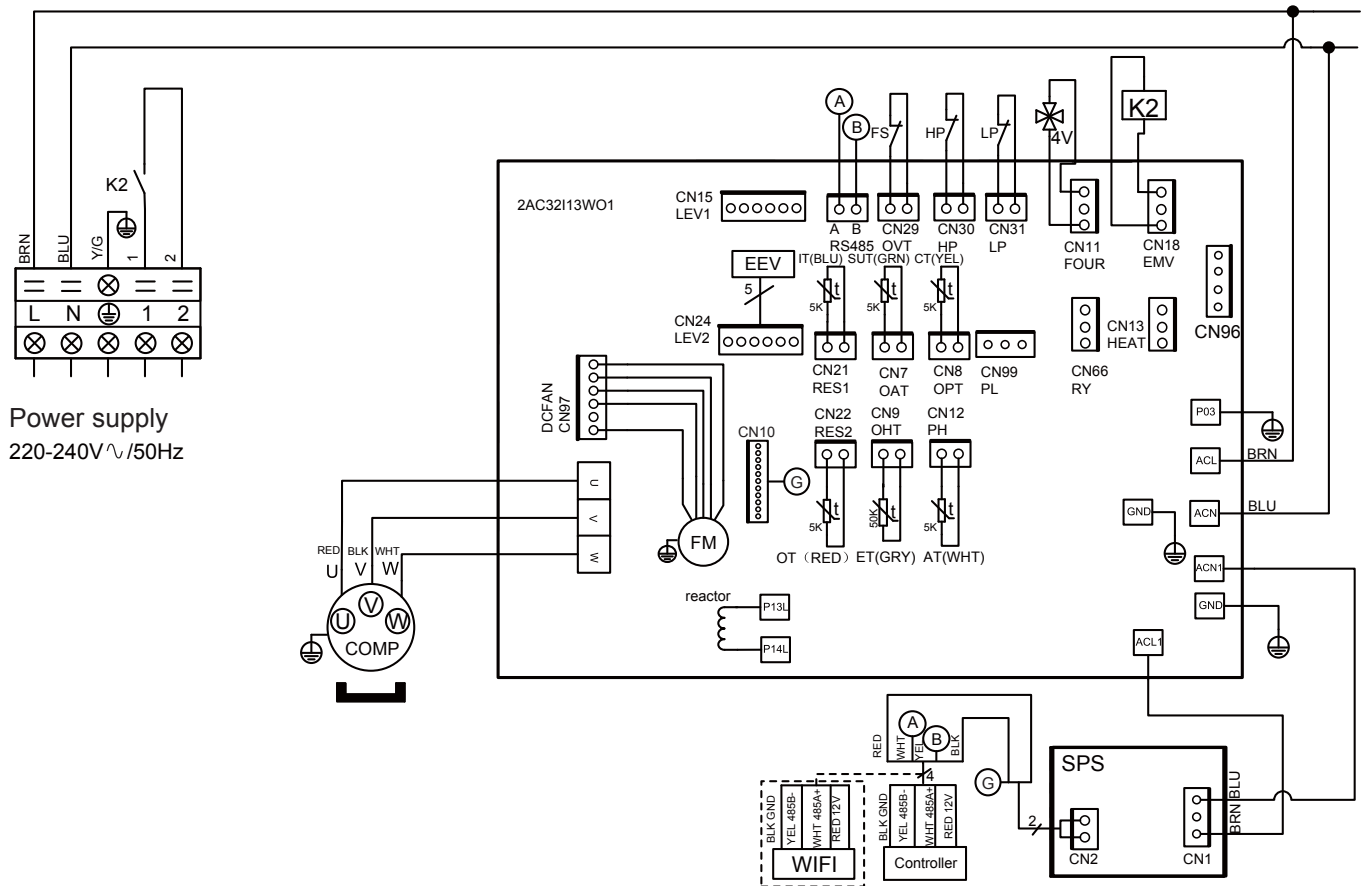 A
B
FS
HP
LP
4V
K2
K2
2AC32I13WO1
CN15
LEV1
A B
RS485
CN29
OVT
CN30
HP
CN31
LP
CN11
FOUR
CN18
EMV
BRN
BLU
Y/G
1
2
L N 1 2
Power supply
220-240V∿/50Hz
EEV
5
IT(BLU) SUT(GRN) CT(YEL)
t
5K
t
5K
t
5K
CN24
LEV2
CN21
RES1
CN7
OAT
CN8
OPT
CN99
PL
CN66
RY
CN13
HEAT
CN96
DCFAN
CN97
CN10
G
CN22
RES2
CN9
OHT
CN12
PH
t
5K
t
50K
t
5K
OT（RED）ET(GRY) AT(WHT)
FM
U
V
W
RED BLK WHT
U V W
U V W
COMP
reactor
P13L
P14L
P03
ACL
BRN
GND
ACN
BLU
ACN1
GND
ACL1
RED
WHT
A
YEL
B
BLK
G
4
2
BLK GND
YEL 485B-
WHT 485A+
RED 12V
WIFI
BLK GND
YEL 485B-
WHT 485A+
RED 12V
Controller
SPS
CN2
CN1
BLU
BRN